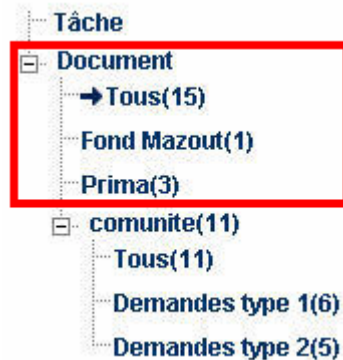 Tâche
Document
Tous(15)
Fond Mazout(1)
Prima(3)
comunite(11)
Tous(11)
Demandes type 1(6)
Demandes type 2(5)